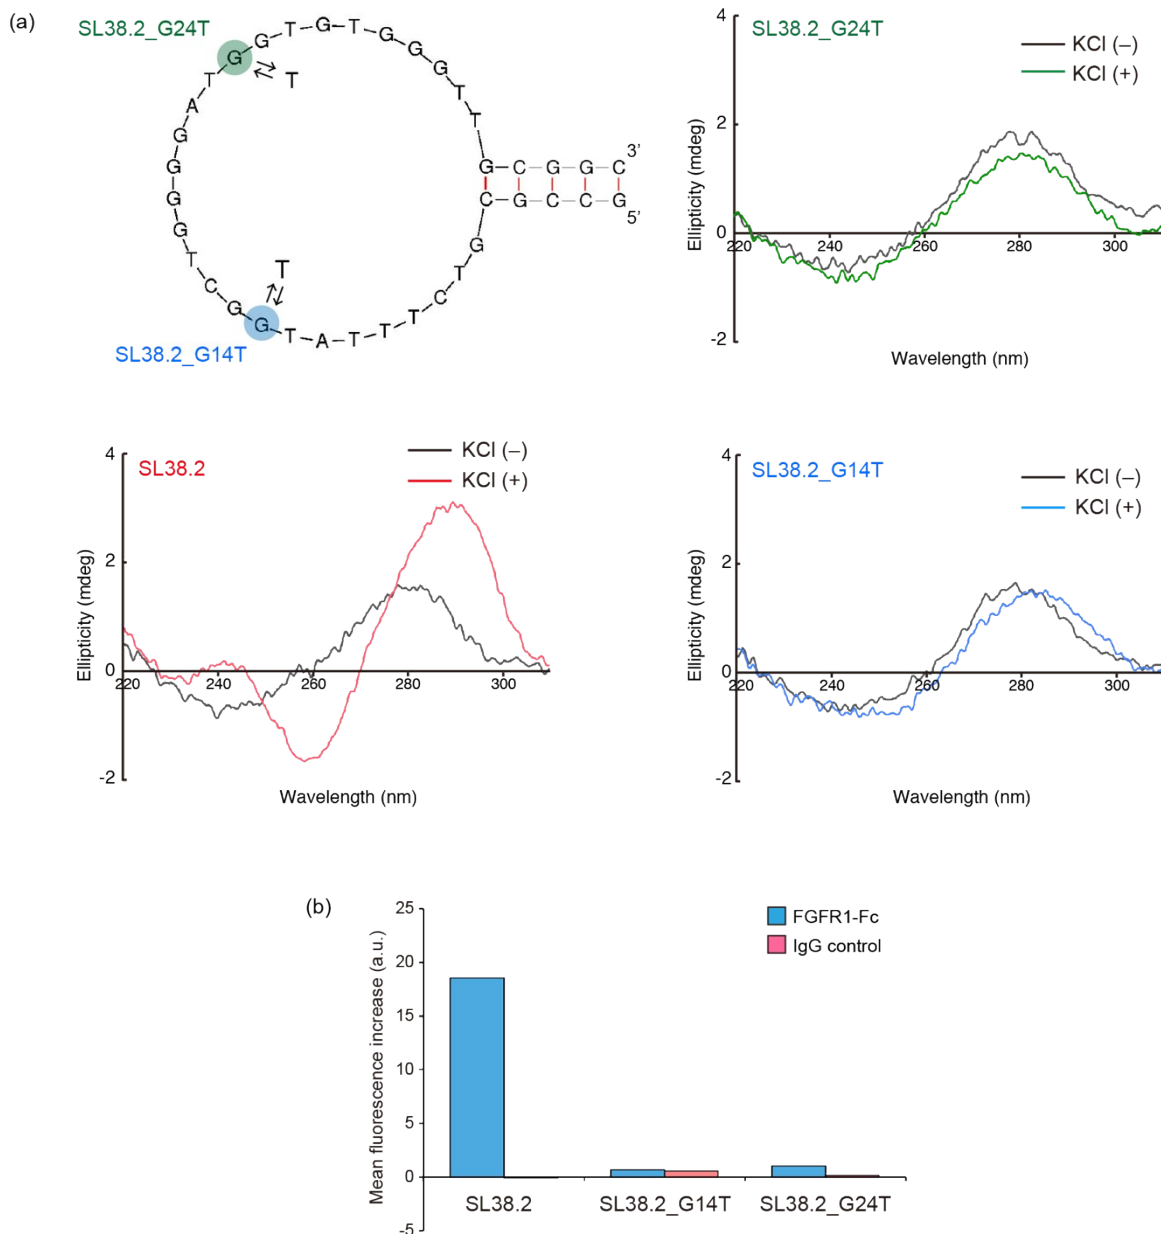 (a)
SL38.2_G24T
G G T G T G G G T T G C G G C 3'
T
T A G G G G T C G G T A T T T C T G C G C C G 5'
T
SL38.2_G14T
SL38.2_G24T
KCl (–)
KCl (+)
4
2
0
-2
220 240 260 280 300
Ellipticity (mdeg)
Wavelength (nm)
SL38.2
KCl (–)
KCl (+)
4
2
0
-2
220 240 260 280 300
Ellipticity (mdeg)
Wavelength (nm)
SL38.2_G14T
KCl (–)
KCl (+)
4
2
0
-2
220 240 260 280 300
Ellipticity (mdeg)
Wavelength (nm)
(b)
FGFR1-Fc
IgG control
Mean fluorescence increase (a.u.)
25
20
15
10
5
0
-5
SL38.2 SL38.2_G14T SL38.2_G24T